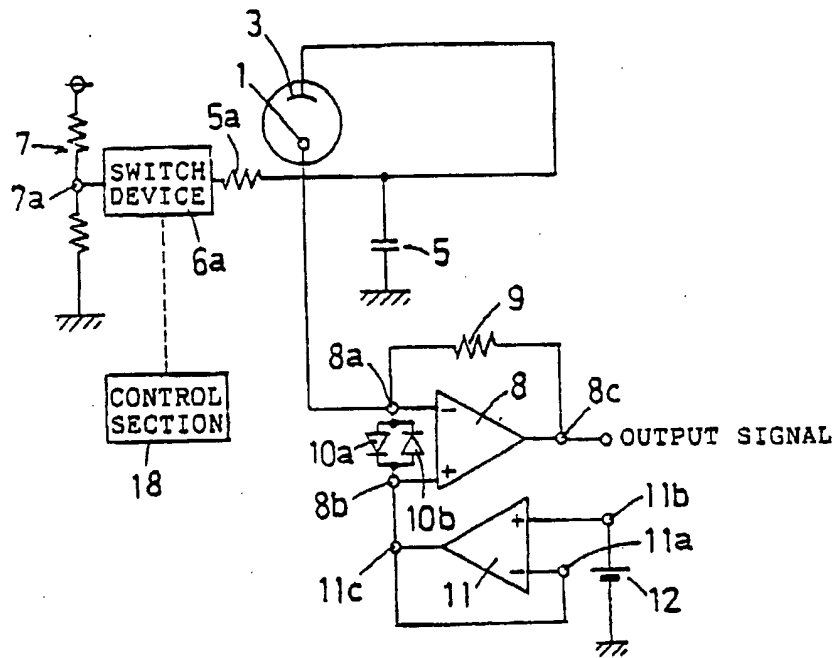 3
1
5a
7
SWITCH
DEVICE
7a
6a
5
9
8a
8
8c
CONTROL
SECTION
−
OUTPUT SIGNAL
10a
18
+
8b
10b
11b
+
11a
11c
11
−
12